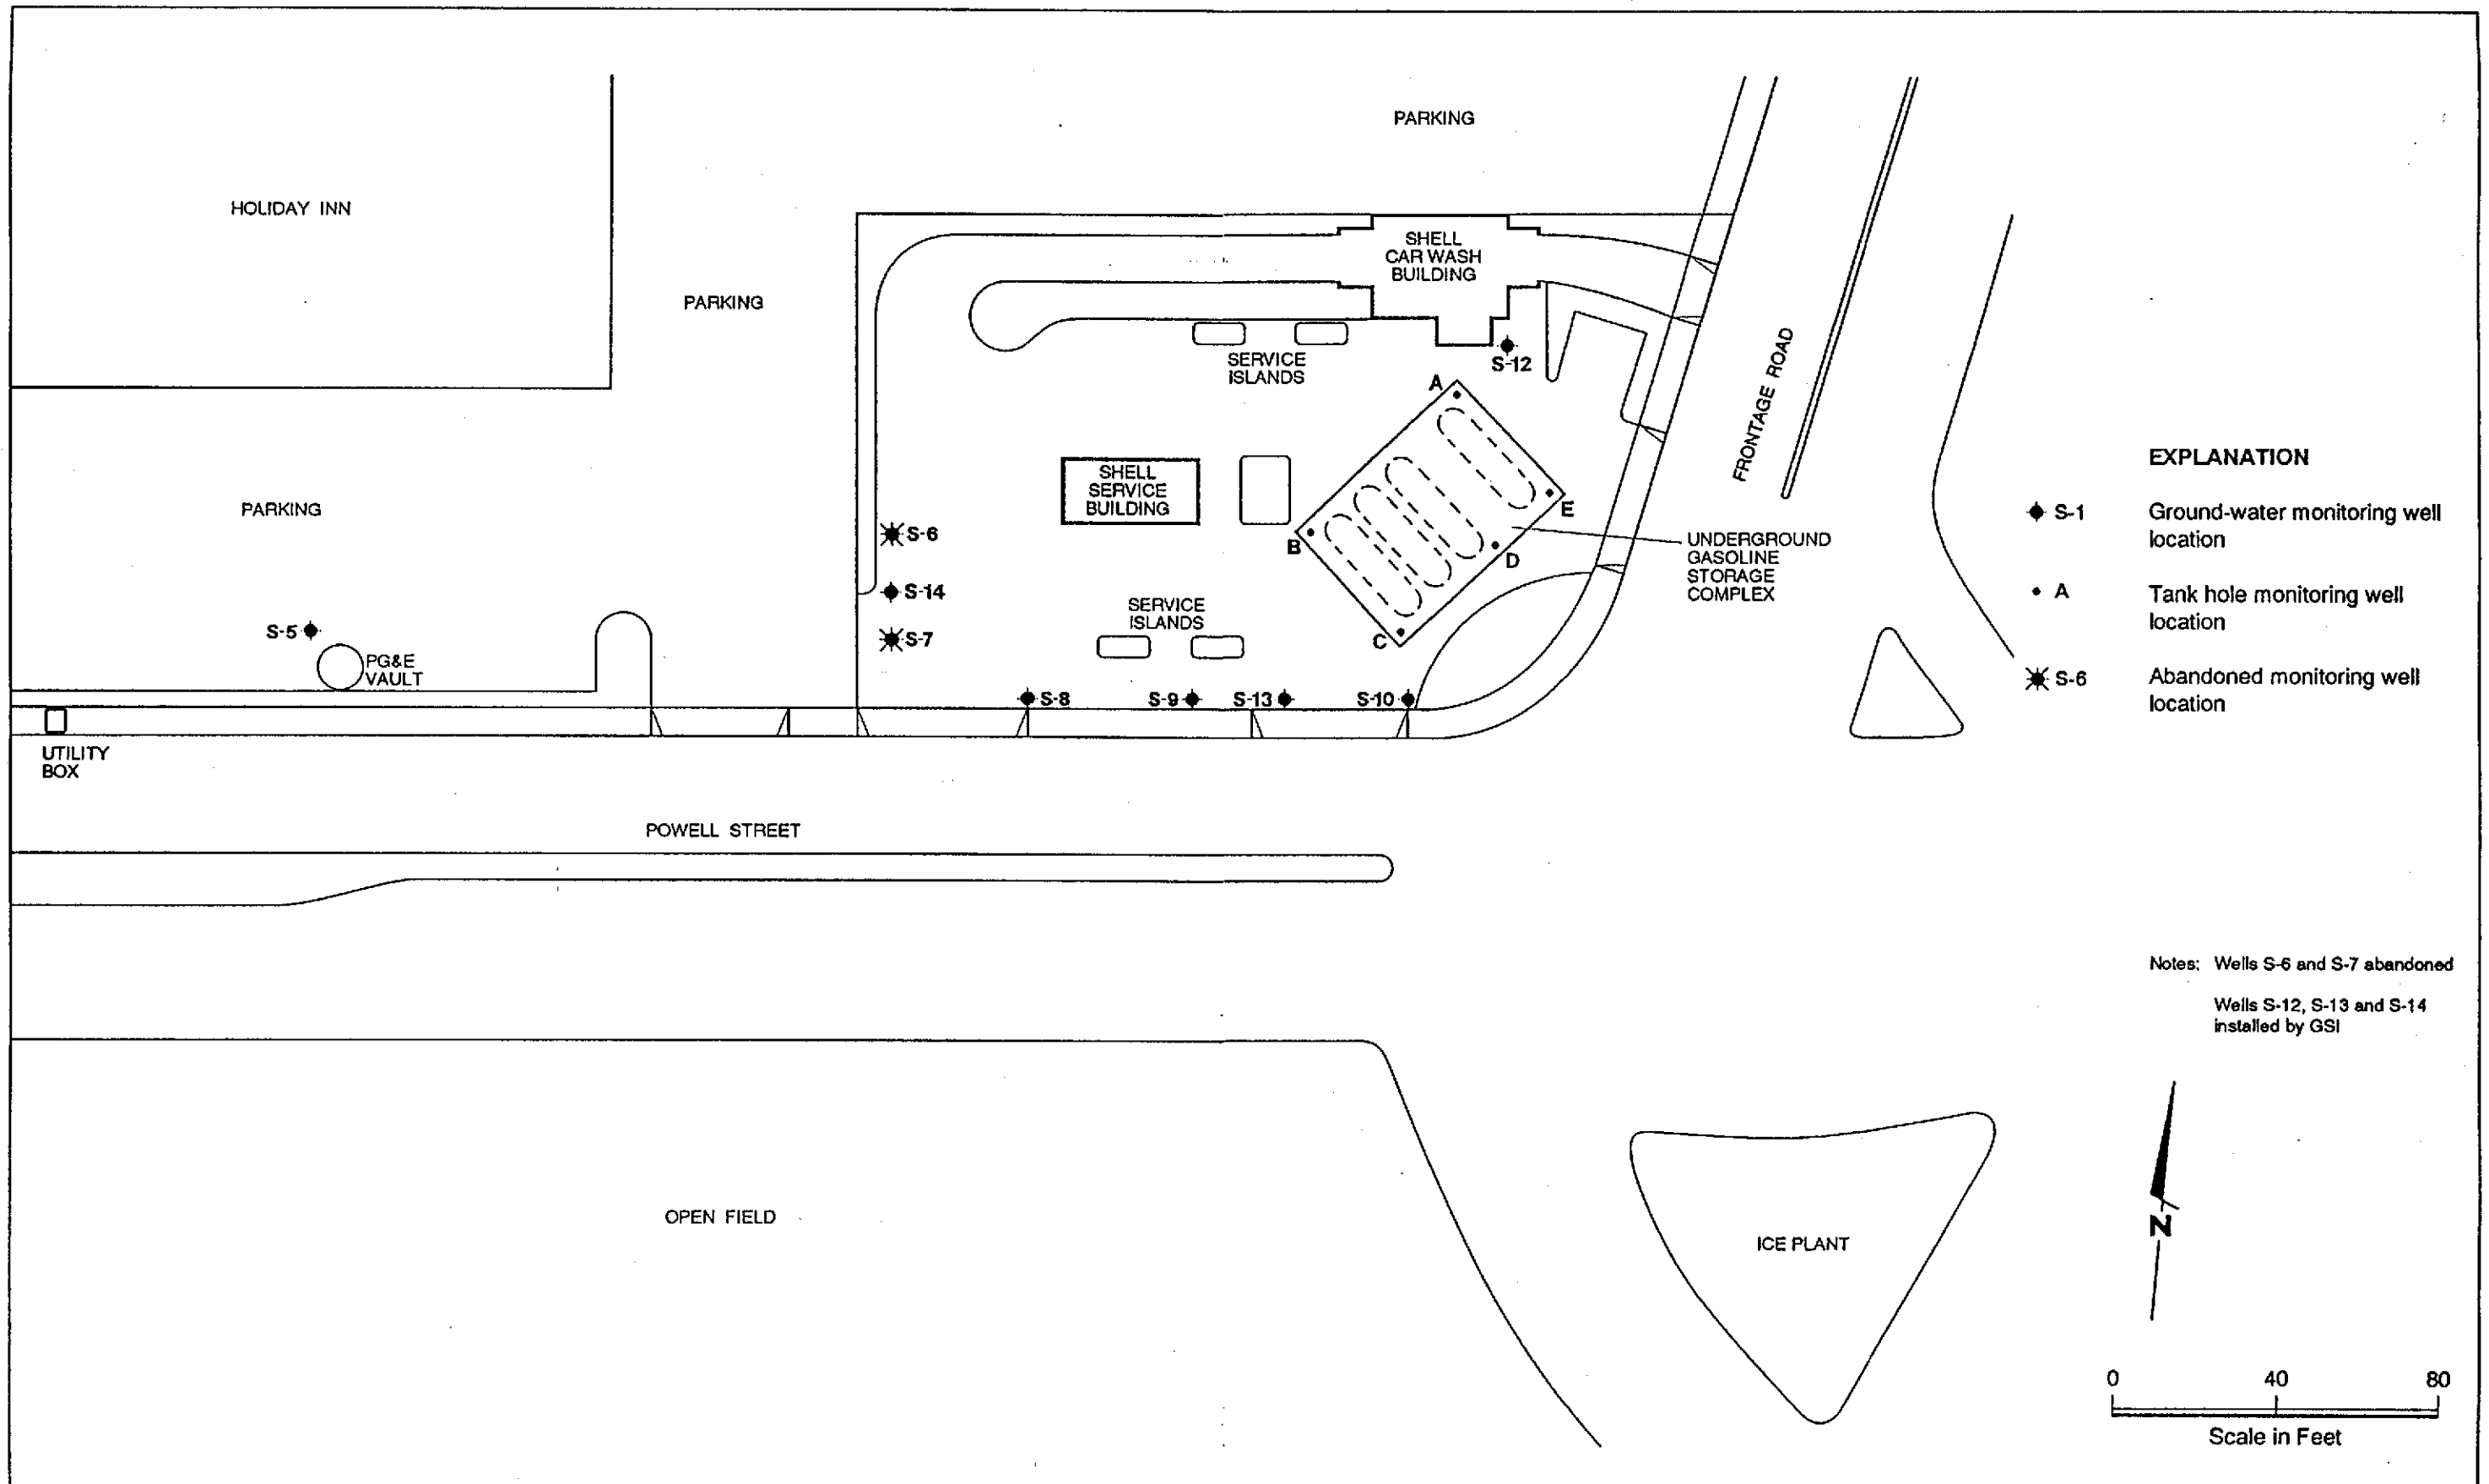 PARKING
HOLIDAY INN
SHELL
CAR WASH
BUILDING
PARKING
SERVICE
ISLANDS
S-12
A
FRONTAGE ROAD
SHELL
SERVICE
BUILDING
PARKING
E
B
D
S-6
S-14
S-7
UNDERGROUND
GASOLINE
STORAGE
COMPLEX
SERVICE
ISLANDS
C
S-5
PG&E
VAULT
S-8
S-9
S-13
S-10
UTILITY
BOX
POWELL STREET
OPEN FIELD
ICE PLANT
EXPLANATION
S-1 Ground-water monitoring well
location
A Tank hole monitoring well
location
S-6 Abandoned monitoring well
location
Notes: Wells S-6 and S-7 abandoned
Wells S-12, S-13 and S-14
installed by GSI
N
0 40 80
Scale in Feet